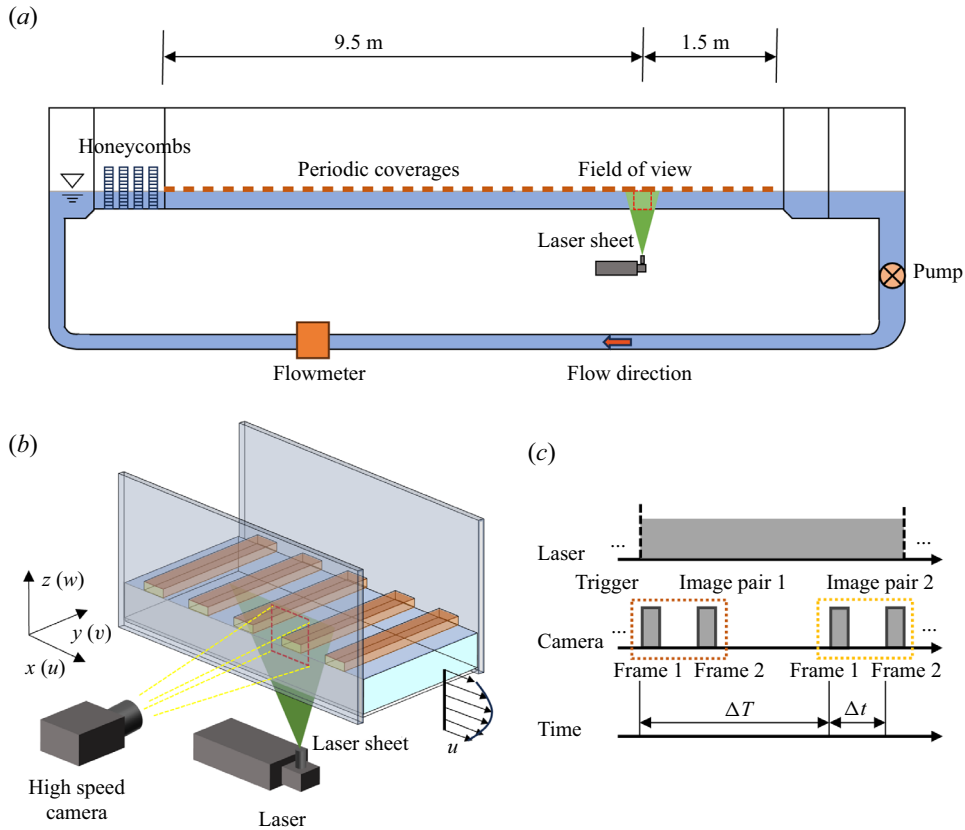 (a)
9.5 m
1.5 m
Honeycombs
Periodic coverages
Field of view
Laser sheet
Pump
Flowmeter
Flow direction
(b)
z (w)
y (v)
x (u)
u
Laser sheet
High speed
camera
Laser
(c)
Laser
...
...
Trigger
Image pair 1
Image pair 2
Camera
...
...
Frame 1
Frame 2
Frame 1
Frame 2
ΔT
Δt
Time